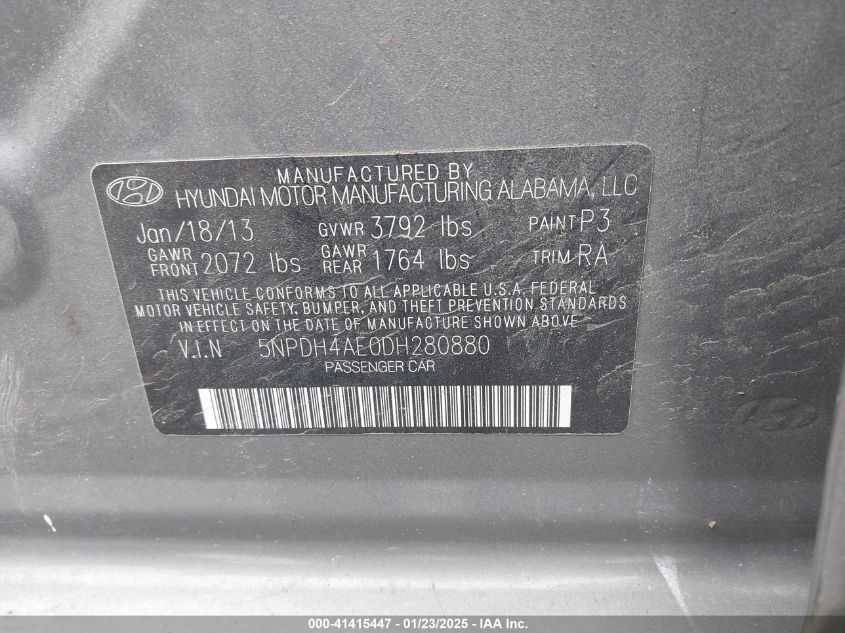 MANUFACTURED BY
HYUNDAI MOTOR MANUFACTURING ALABAMA, LLC
Jan/18/13 GVWR 3792 lbs PAINT P3
GAWR FRONT 2072 lbs GAWR REAR 1764 lbs TRIM RA
THIS VEHICLE CONFORMS TO ALL APPLICABLE U.S.A. FEDERAL
MOTOR VEHICLE SAFETY, BUMPER, AND THEFT PREVENTION STANDARDS
IN EFFECT ON THE DATE OF MANUFACTURE SHOWN ABOVE.
V.I.N 5NPDH4AE0DH280880
PASSENGER CAR
000-41415447 - 01/23/2025 - IAA Inc.